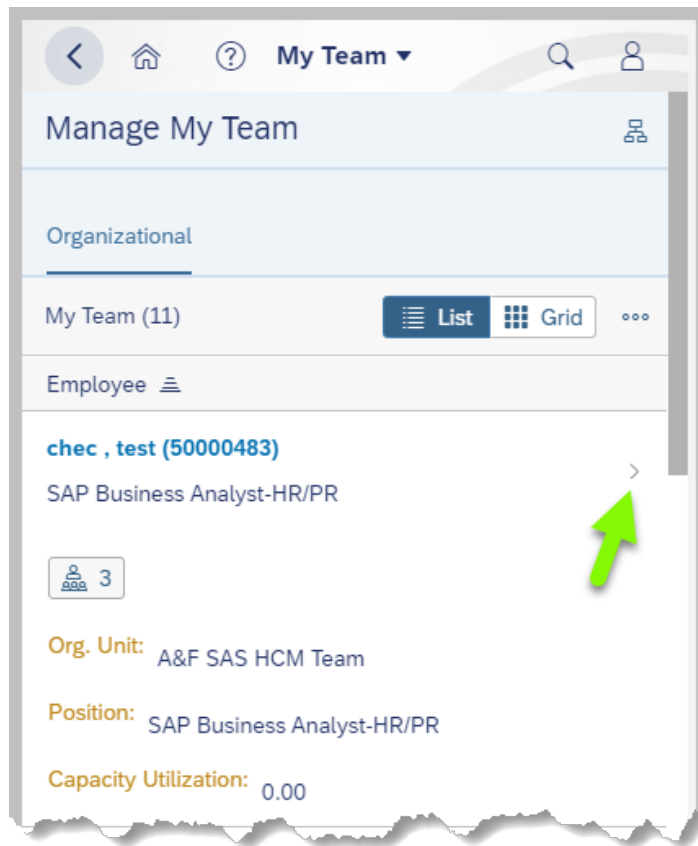 My Team
Manage My Team
Organizational
My Team (11) List Grid
Employee
chec , test (50000483)
SAP Business Analyst-HR/PR
3
Org. Unit: A&F SAS HCM Team
Position: SAP Business Analyst-HR/PR
Capacity Utilization: 0.00